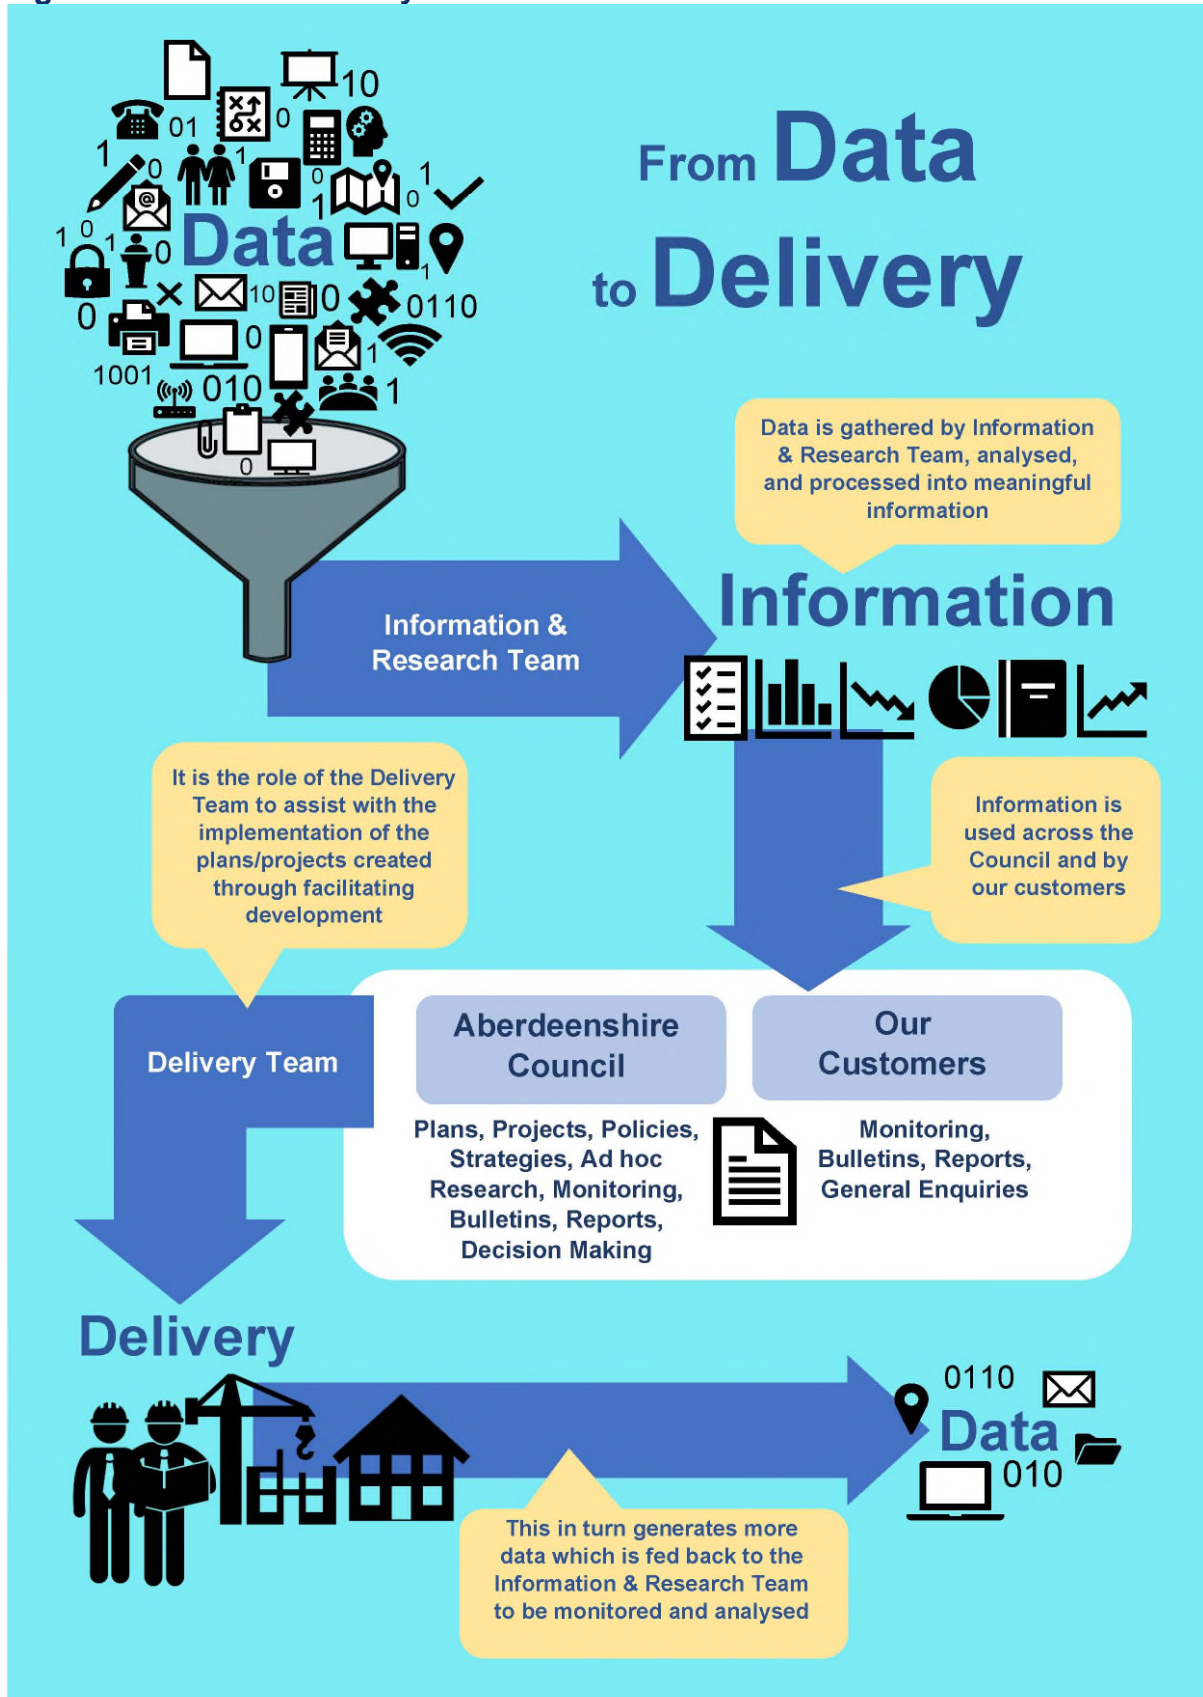 10
01
0
1
1
0
0
1
0
1
Data
1
0
1
0
1
10
0
0110
0
0
1
1001
010
1
0
From Data
to Delivery
Data is gathered by Information
& Research Team, analysed,
and processed into meaningful
information
Information &
Research Team
Information
It is the role of the Delivery
Team to assist with the
implementation of the
plans/projects created
through facilitating
development
Information is
used across the
Council and by
our customers
Delivery Team
Aberdeenshire
Council
Plans, Projects, Policies,
Strategies, Ad hoc
Research, Monitoring,
Bulletins, Reports,
Decision Making
Our
Customers
Monitoring,
Bulletins, Reports,
General Enquiries
Delivery
0110
Data
010
This in turn generates more
data which is fed back to the
Information & Research Team
to be monitored and analysed